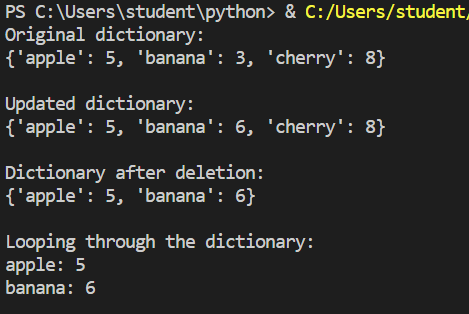 PS C:\Users\student\python> & C:/Users/student/
Original dictionary:
{'apple': 5, 'banana': 3, 'cherry': 8}
Updated dictionary:
{'apple': 5, 'banana': 6, 'cherry': 8}
Dictionary after deletion:
{'apple': 5, 'banana': 6}
Looping through the dictionary:
apple: 5
banana: 6